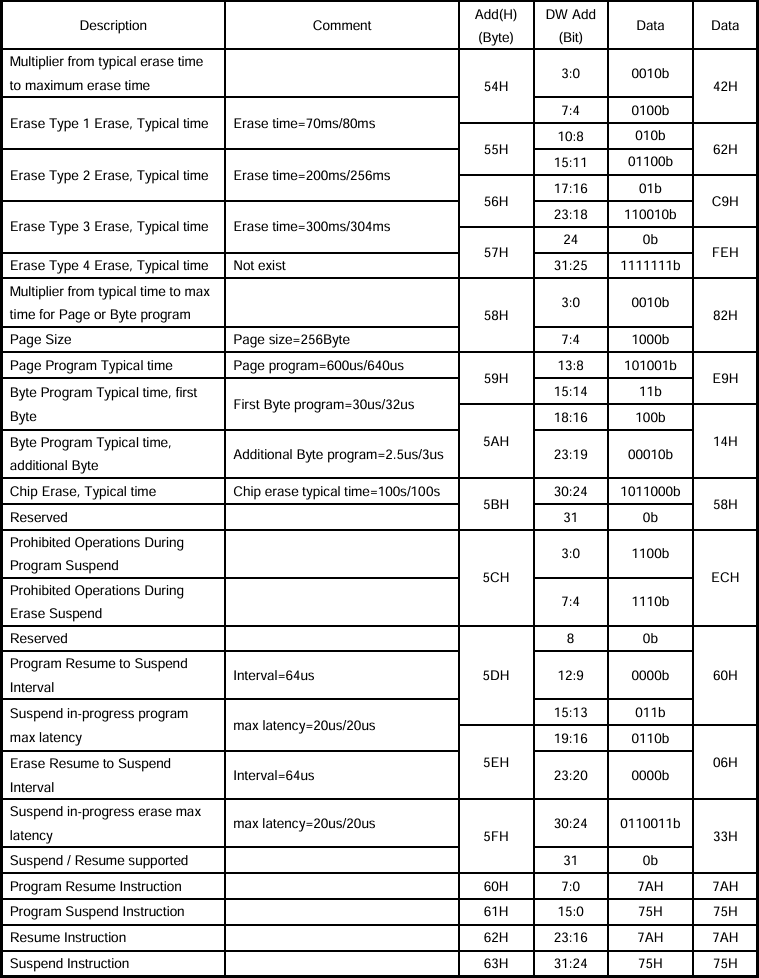 Description Comment Add(H) (Byte) DW Add (Bit) Data Data
Multiplier from typical erase time
to maximum erase time
54H 3:0 0010b 42H
Erase Type 1 Erase, Typical time Erase time=70ms/80ms
7:4 0100b
55H 10:8 010b 62H
Erase Type 2 Erase, Typical time Erase time=200ms/256ms
15:11 01100b
56H 17:16 01b C9H
Erase Type 3 Erase, Typical time Erase time=300ms/304ms
23:18 110010b
57H 24 0b FEH
Erase Type 4 Erase, Typical time Not exist 31:25 1111111b
Multiplier from typical time to max
time for Page or Byte program
58H 3:0 0010b 82H
Page Size Page size=256Byte 7:4 1000b
Page Program Typical time Page program=600us/640us 59H 13:8 101001b E9H
Byte Program Typical time, first
Byte
First Byte program=30us/32us
15:14 11b
5AH 18:16 100b 14H
Byte Program Typical time,
additional Byte
Additional Byte program=2.5us/3us 23:19 00010b
Chip Erase, Typical time Chip erase typical time=100s/100s 5BH 30:24 1011000b 58H
Reserved 31 0b
Prohibited Operations During
Program Suspend
5CH 3:0 1100b ECH
Prohibited Operations During
Erase Suspend
7:4 1110b
Reserved 5DH 8 0b 60H
Program Resume to Suspend
Interval
Interval=64us 12:9 0000b
Suspend in-progress program
max latency
max latency=20us/20us
15:13 011b
5EH 19:16 0110b 06H
Erase Resume to Suspend
Interval
Interval=64us 23:20 0000b
Suspend in-progress erase max
latency
max latency=20us/20us 5FH 30:24 0110011b 33H
Suspend / Resume supported 31 0b
Program Resume Instruction 60H 7:0 7AH 7AH
Program Suspend Instruction 61H 15:0 75H 75H
Resume Instruction 62H 23:16 7AH 7AH
Suspend Instruction 63H 31:24 75H 75H